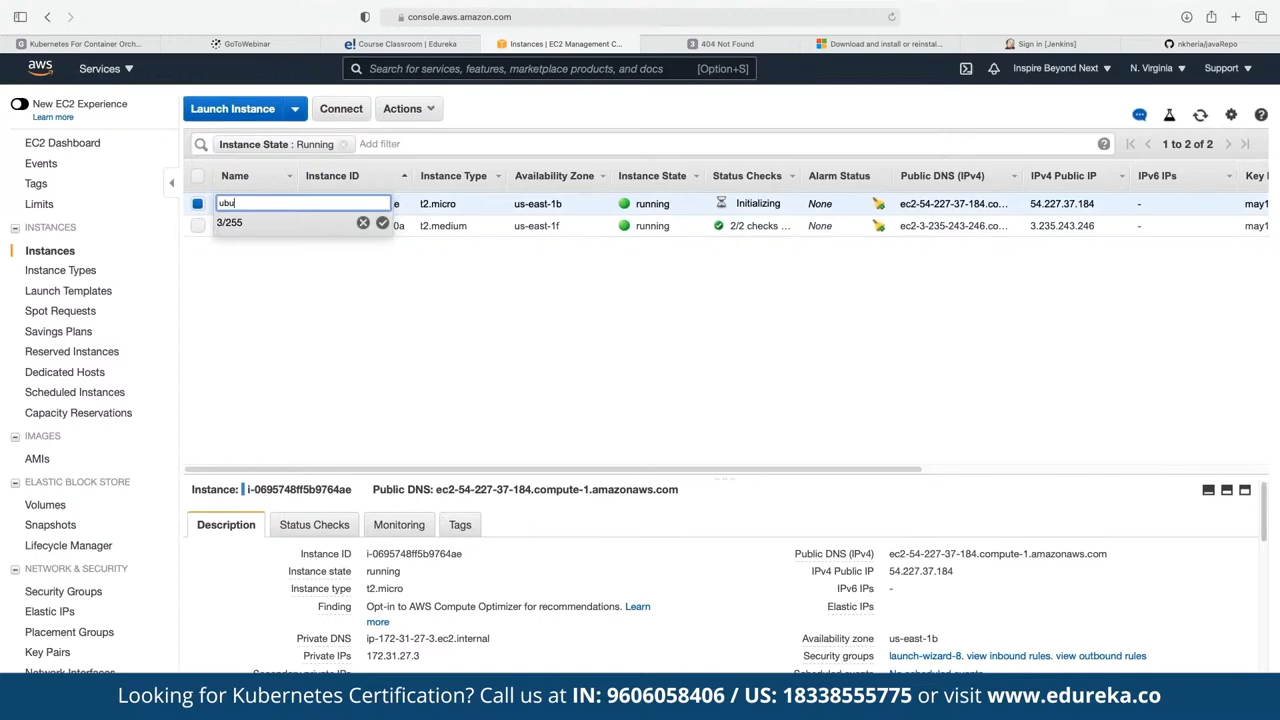 console.aws.amazon.com
Kubernetes For Container Orch...
GoToWebinar
Course Classroom | Edureka
Instances | EC2 Management C...
404 Not Found
Download and install or reinstal...
Sign in [Jenkins]
nkheria/javaRepo
aws
Services
Search for services, features, marketplace products, and docs
[Option+S]
Inspire Beyond Next
N. Virginia
Support
New EC2 Experience
Learn more
EC2 Dashboard
Events
Tags
Limits
INSTANCES
Instances
Instance Types
Launch Templates
Spot Requests
Savings Plans
Reserved Instances
Dedicated Hosts
Scheduled Instances
Capacity Reservations
IMAGES
AMIs
ELASTIC BLOCK STORE
Volumes
Snapshots
Lifecycle Manager
NETWORK & SECURITY
Security Groups
Elastic IPs
Placement Groups
Key Pairs
Network Interfaces
Launch Instance
Connect
Actions
Instance State : Running
Add filter
1 to 2 of 2
Name Instance ID Instance Type Availability Zone Instance State Status Checks Alarm Status Public DNS (IPv4) IPv4 Public IP IPv6 IPs Key
ubu e t2.micro us-east-1b running Initializing None ec2-54-227-37-184.co... 54.227.37.184 - may1
3/255 0a t2.medium us-east-1f running 2/2 checks ... None ec2-3-235-243-246.co... 3.235.243.246 - may1
Instance: i-0695748ff5b9764ae Public DNS: ec2-54-227-37-184.compute-1.amazonaws.com
Description
Status Checks
Monitoring
Tags
Instance ID i-0695748ff5b9764ae
Instance state running
Instance type t2.micro
Finding Opt-in to AWS Compute Optimizer for recommendations. Learn
more
Private DNS ip-172-31-27-3.ec2.internal
Private IPs 172.31.27.3
Secondary private IPs
Public DNS (IPv4) ec2-54-227-37-184.compute-1.amazonaws.com
IPv4 Public IP 54.227.37.184
IPv6 IPs -
Elastic IPs
Availability zone us-east-1b
Security groups launch-wizard-8. view inbound rules. view outbound rules
Scheduled events No scheduled events
Looking for Kubernetes Certification? Call us at IN: 9606058406 / US: 18338555775 or visit www.edureka.co